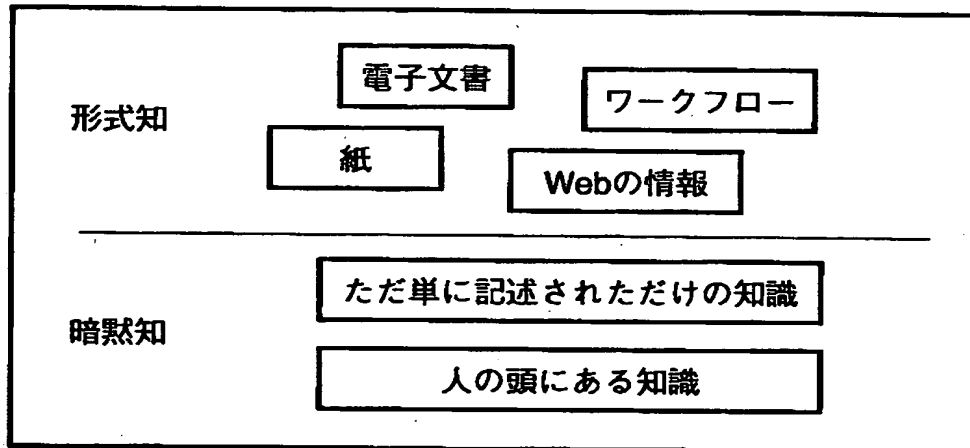 電子文書
ワークフロー
形式知
紙
Webの情報
ただ単に記述されただけの知識
暗黙知
人の頭にある知識